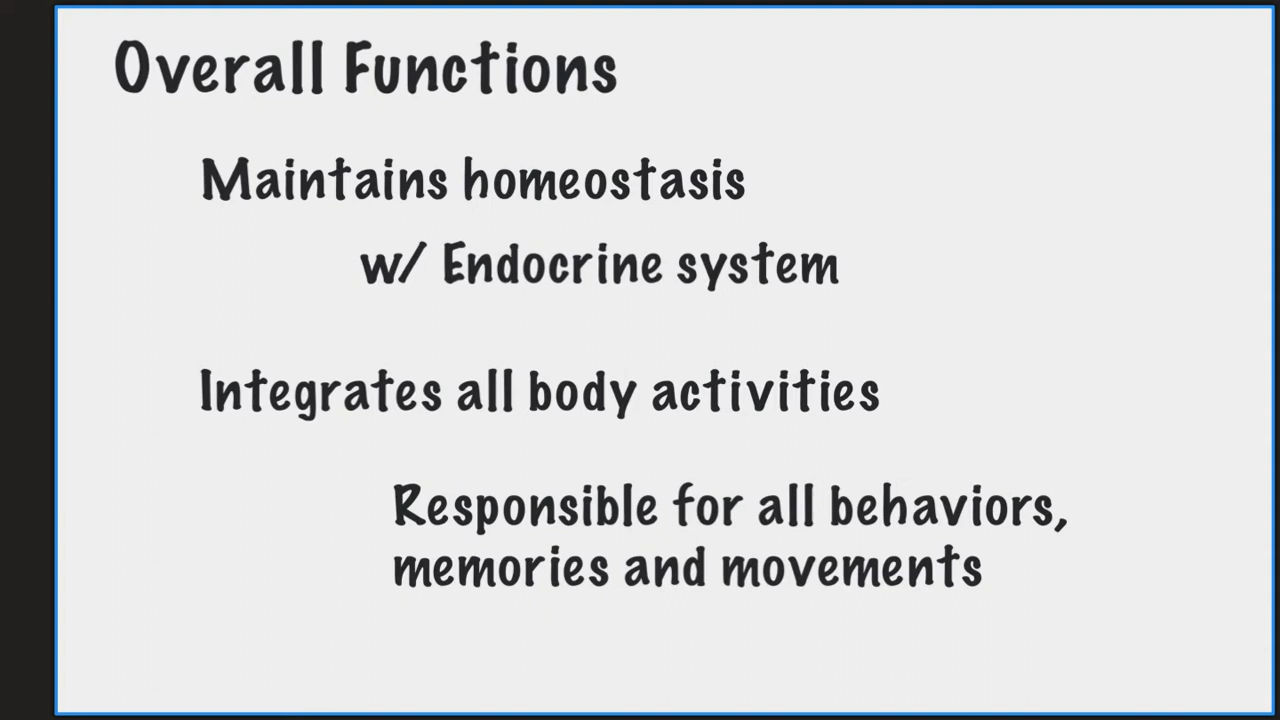 Overall Functions
Maintains homeostasis
w/ Endocrine system
Integrates all body activities
Responsible for all behaviors,
memories and movements